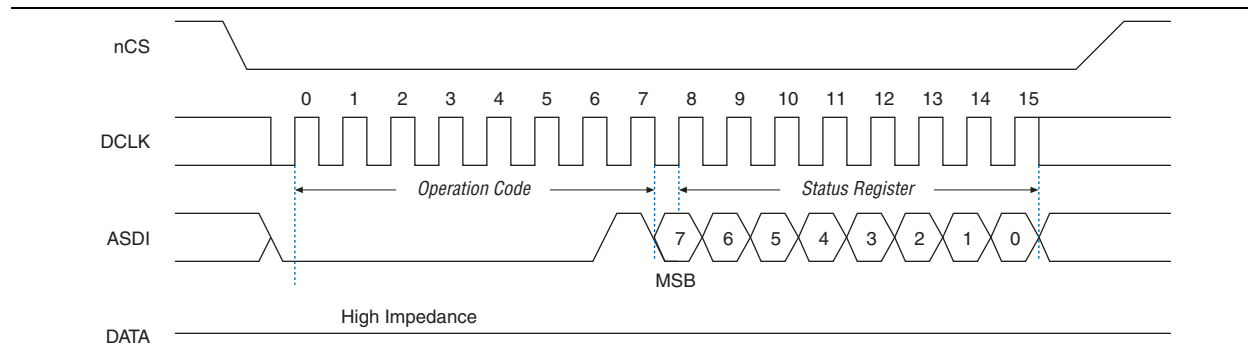 nCS
0 1 2 3 4 5 6 7 8 9 10 11 12 13 14 15
DCLK
Operation Code Status Register
ASDI 7 6 5 4 3 2 1 0
MSB
High Impedance
DATA